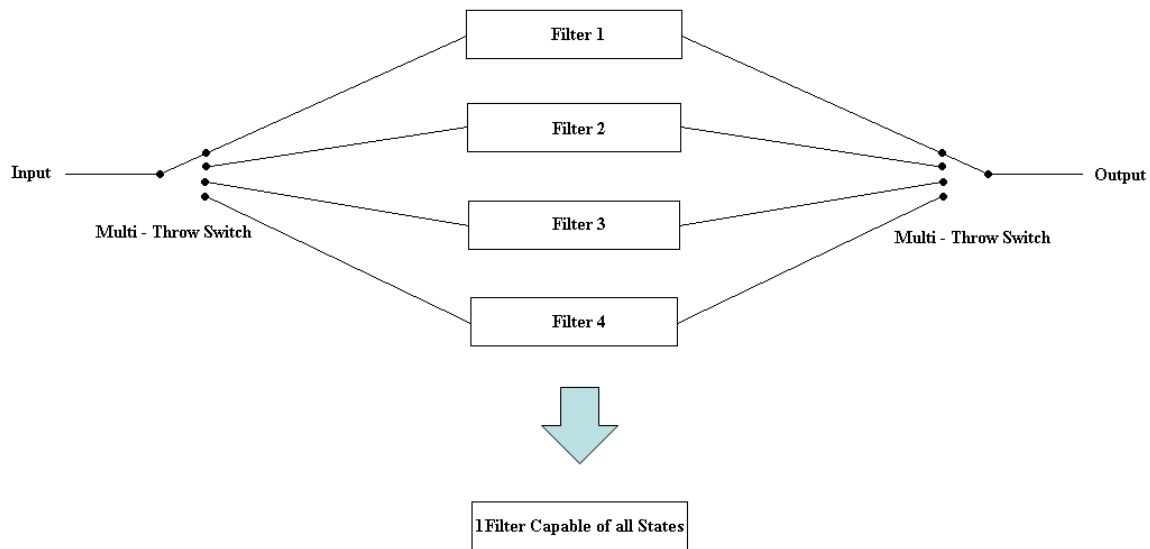 Filter 1
Filter 2
Input
Output
Multi - Throw Switch
Filter 3
Multi - Throw Switch
Filter 4
1Filter Capable of all States